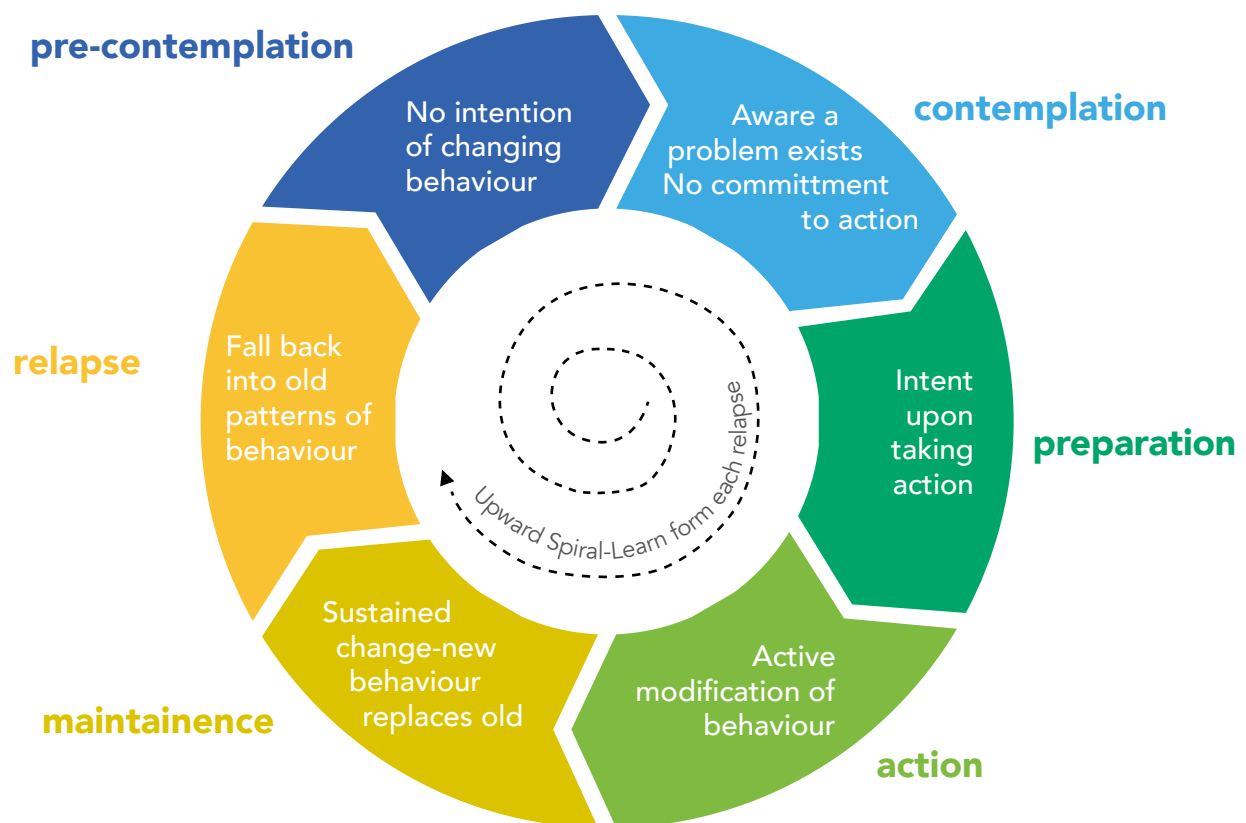 pre-contemplation
No intention
of changing
behaviour
contemplation
Aware a
problem exists
No committment
to action
preparation
Intent
upon
taking
action
action
Active
modification of
behaviour
maintainence
Sustained
change-new
behaviour
replaces old
relapse
Fall back
into old
patterns of
behaviour
Upward Spiral-Learn form each relapse